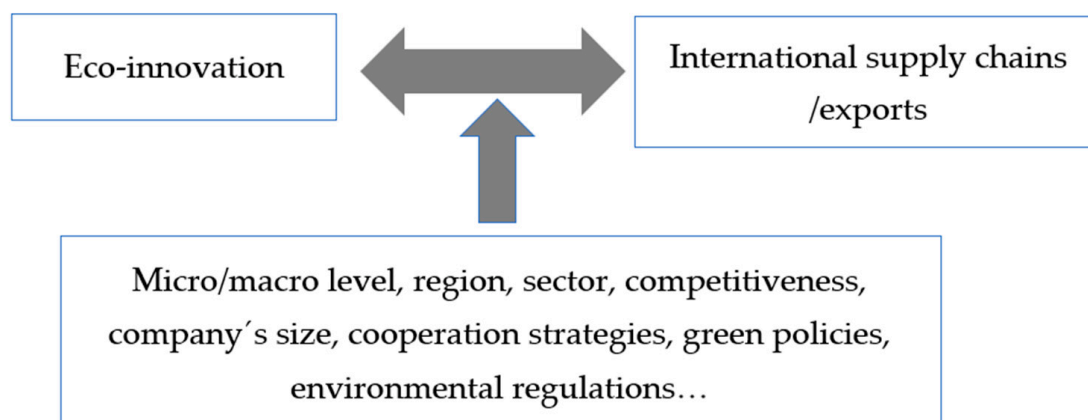 Eco-innovation
International supply chains
/exports
Micro/macro level, region, sector, competitiveness,
company´s size, cooperation strategies, green policies,
environmental regulations…